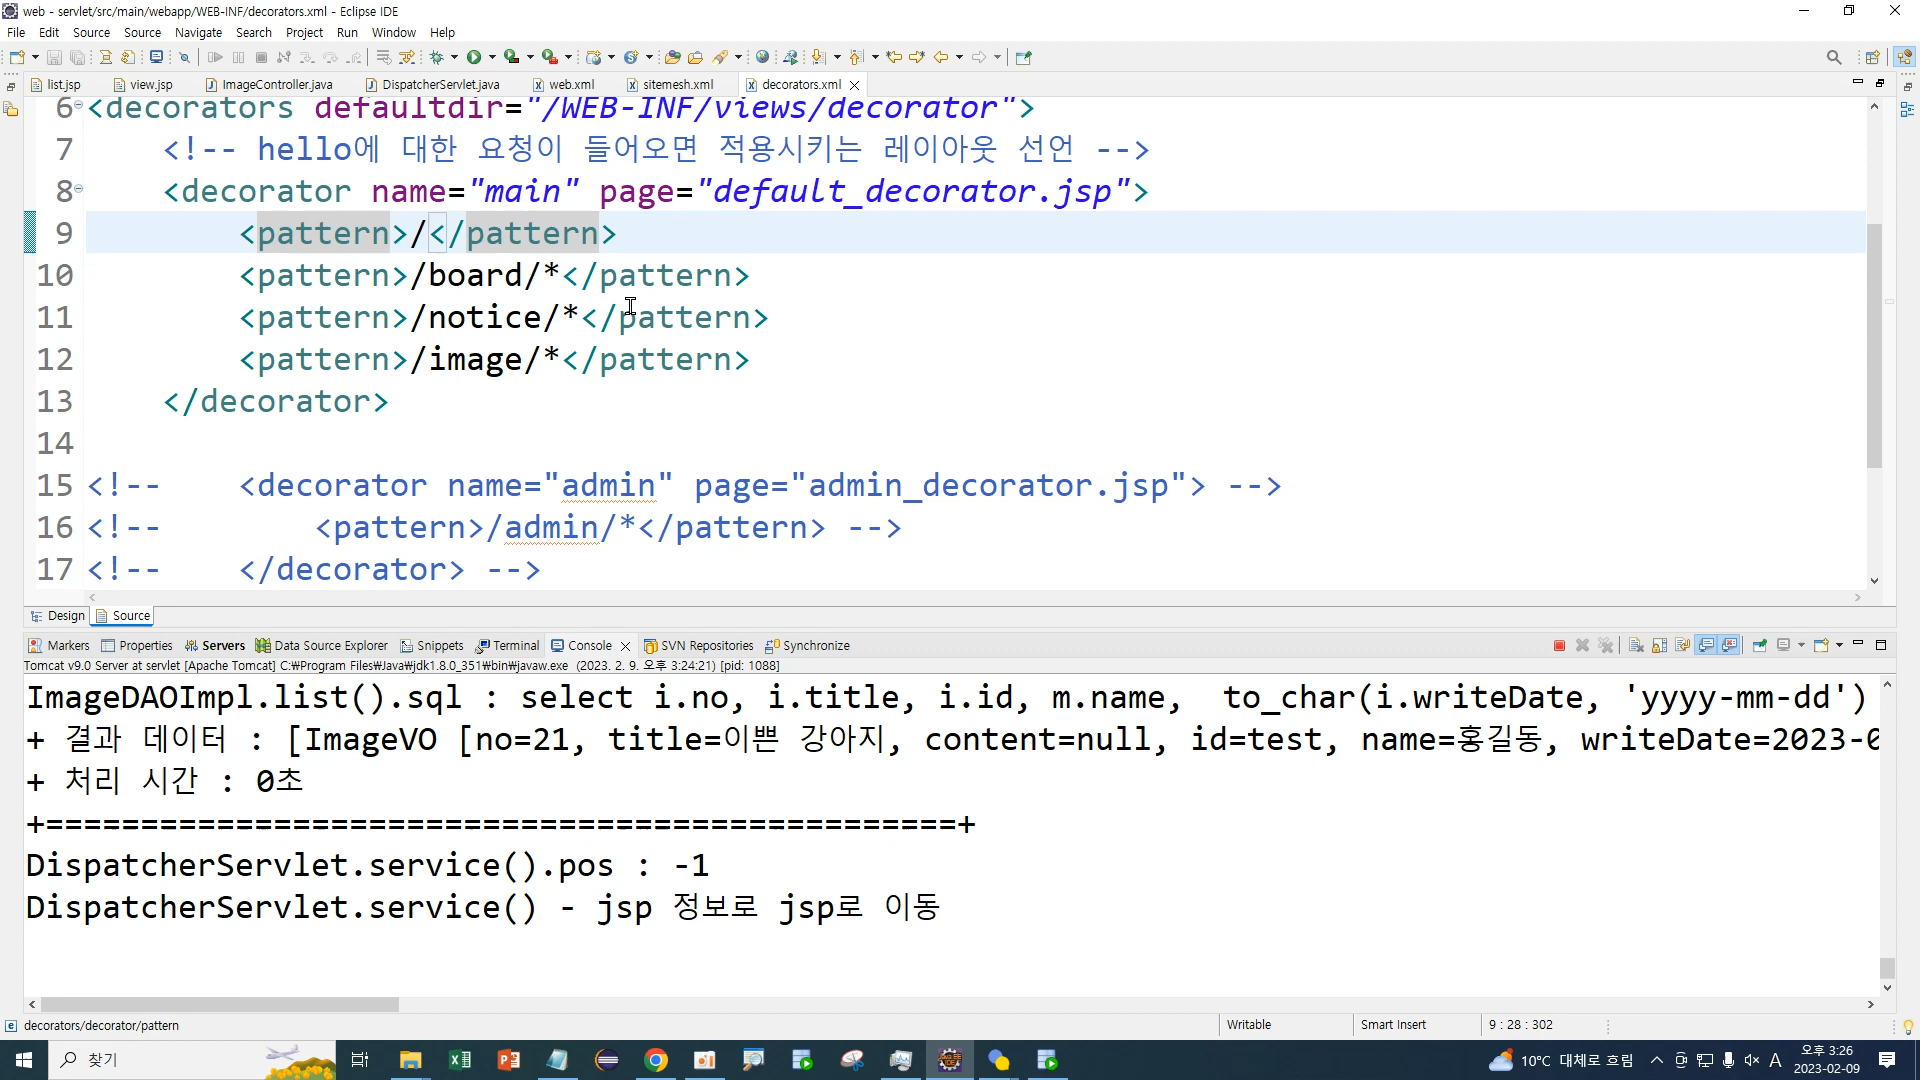 web - servlet/src/main/webapp/WEB-INF/decorators.xml - Eclipse IDE
File Edit Source Source Navigate Search Project Run Window Help
list.jsp view.jsp ImageController.java DispatcherServlet.java web.xml sitemesh.xml decorators.xml
6 <decorators defaultdir="/WEB-INF/views/decorator">
7 <!-- hello에 대한 요청이 들어오면 적용시키는 레이아웃 선언 -->
8 <decorator name="main" page="default_decorator.jsp">
9 <pattern>/</pattern>
10 <pattern>/board/*</pattern>
11 <pattern>/notice/*</pattern>
12 <pattern>/image/*</pattern>
13 </decorator>
14
15 <!-- <decorator name="admin" page="admin_decorator.jsp"> -->
16 <!-- <pattern>/admin/*</pattern> -->
17 <!-- </decorator> -->
Design Source
Markers Properties Servers Data Source Explorer Snippets Terminal Console SVN Repositories Synchronize
Tomcat v9.0 Server at servlet [Apache Tomcat] C:₩Program Files₩Java₩jdk1.8.0_351₩bin₩javaw.exe (2023. 2. 9. 오후 3:24:21) [pid: 1088]
ImageDAOImpl.list().sql : select i.no, i.title, i.id, m.name, to_char(i.writeDate, 'yyyy-mm-dd')
+ 결과 데이터 : [ImageVO [no=21, title=이쁜 강아지, content=null, id=test, name=홍길동, writeDate=2023-0
+ 처리 시간 : 0초
+================================================+
DispatcherServlet.service().pos : -1
DispatcherServlet.service() - jsp 정보로 jsp로 이동
decorators/decorator/pattern Writable Smart Insert 9 : 28 : 302
찾기 10°C 대체로 흐림 A 오후 3:26
2023-02-09